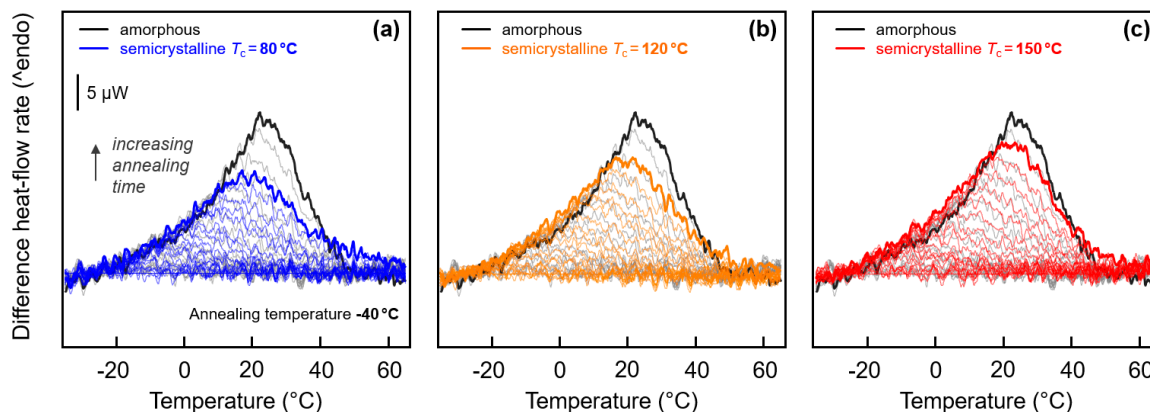 Difference heat-flow rate (^endo)
amorphous
semicrystalline Tc = 80 °C
(a)
5 µW
increasing
annealing
time
Annealing temperature -40 °C
-20 0 20 40 60
Temperature (°C)
amorphous
semicrystalline Tc = 120 °C
(b)
-20 0 20 40 60
Temperature (°C)
amorphous
semicrystalline Tc = 150 °C
(c)
-20 0 20 40 60
Temperature (°C)